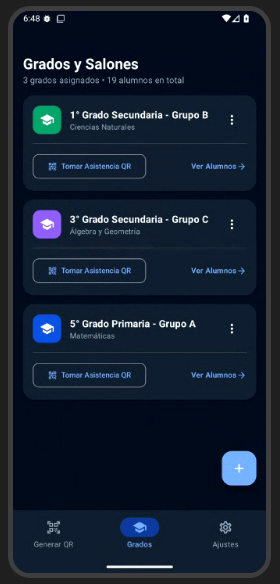 6:48
Grados y Salones
3 grados asignados • 19 alumnos en total
1° Grado Secundaria - Grupo B
Ciencias Naturales
Tomar Asistencia QR
Ver Alumnos →
3° Grado Secundaria - Grupo C
Álgebra y Geometría
Tomar Asistencia QR
Ver Alumnos →
5° Grado Primaria - Grupo A
Matemáticas
Tomar Asistencia QR
Ver Alumnos →
+
Generar QR
Grados
Ajustes